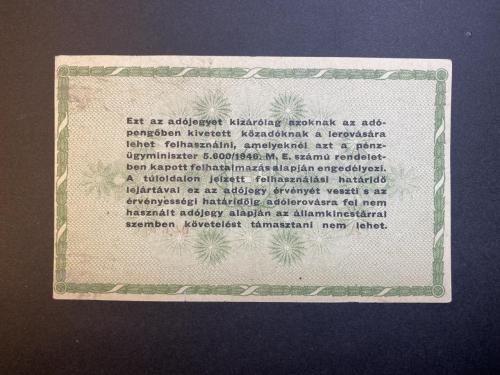 Ezt az adójegyet kizárólag azoknak az adó-
pengőben kivetett közadóknak a lerovására
lehet felhasználni, amelyeknél azt a pénz-
ügyminiszter 5.600/1946. M. E. számú rendelet-
ben kapott felhatalmazás alapján engedélyezi.
A túloldalon jelzett felhasználási határidő
lejártával ez az adójegy érvényét veszti s az
érvényességi határidőig adólerovásra fel nem
használt adójegy alapján az államkincstárral
szemben követelést támasztani nem lehet.